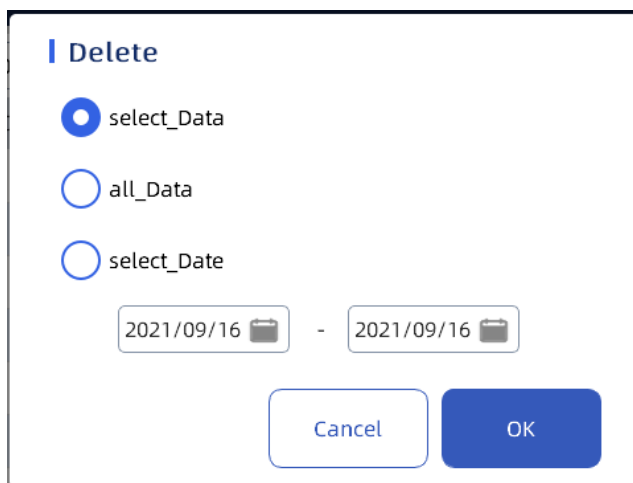 Delete
select_Data
all_Data
select_Date
2021/09/16 - 2021/09/16
Cancel OK